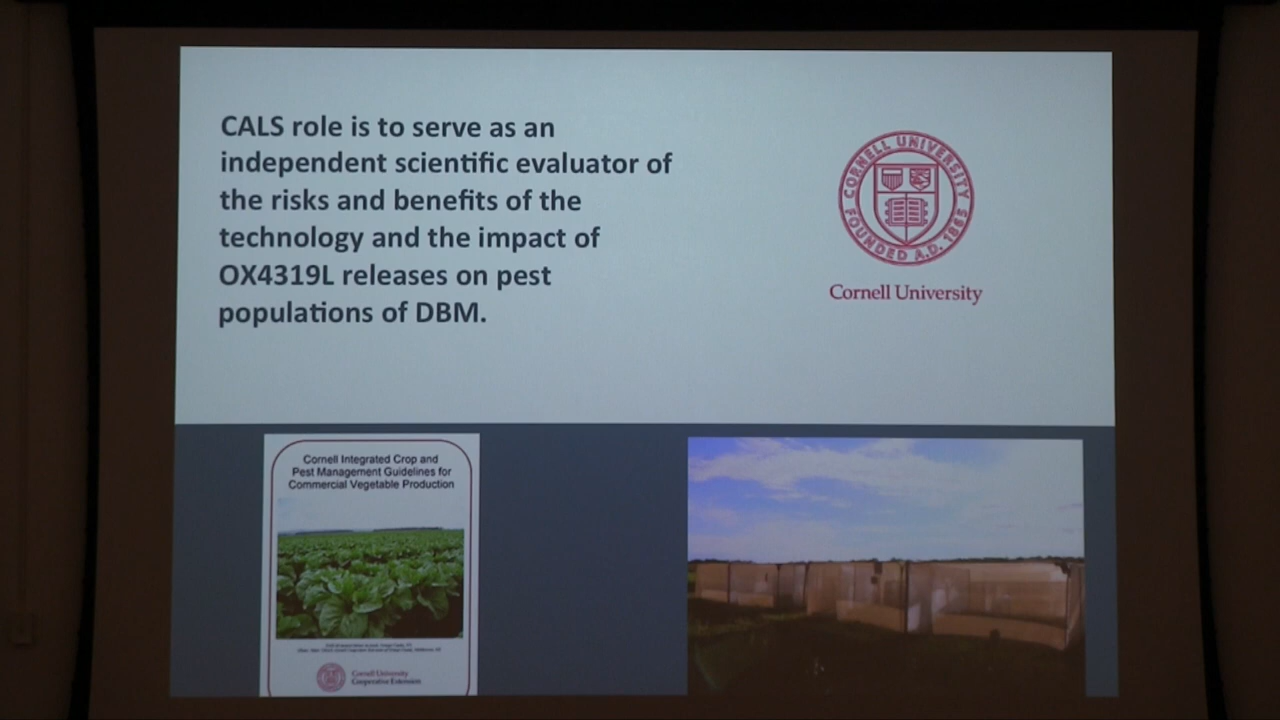 CALS role is to serve as an
independent scientific evaluator of
the risks and benefits of the
technology and the impact of
OX4319L releases on pest
populations of DBM.
CORNELL UNIVERSITY
FOUNDED A.D. 1865
Cornell University
Cornell Integrated Crop and
Pest Management Guidelines for
Commercial Vegetable Production
Cornell University
Cooperative Extension